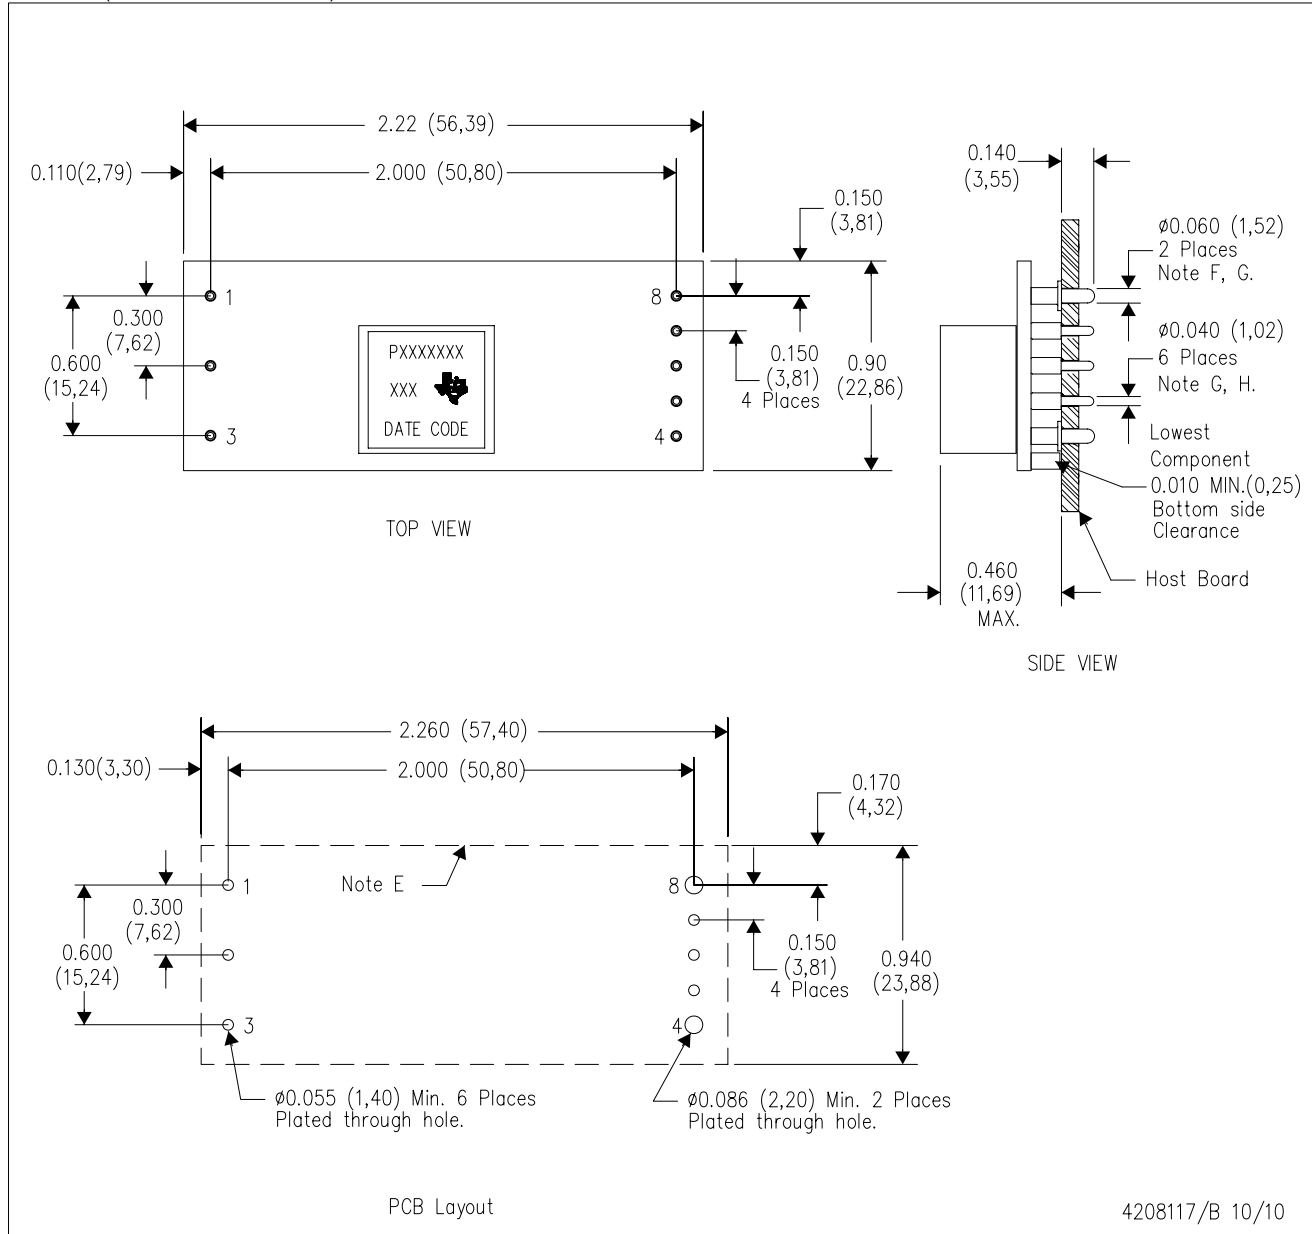 2.22 (56,39)
0.110(2,79)
2.000 (50,80)
0.150
(3,81)
1
8
0.300
(7,62)
0.600
(15,24)
3
4
PXXXXXXX
XXX
DATE CODE
0.150
(3,81)
4 Places
0.90
(22,86)
TOP VIEW
0.140
(3,55)
ø0.060 (1,52)
2 Places
Note F, G.
ø0.040 (1,02)
6 Places
Note G, H.
Lowest
Component
0.010 MIN.(0,25)
Bottom side
Clearance
Host Board
0.460
(11,69)
MAX.
SIDE VIEW
2.260 (57,40)
0.130(3,30)
2.000 (50,80)
0.170
(4,32)
Note E
1
8
0.300
(7,62)
0.600
(15,24)
3
4
0.150
(3,81)
4 Places
0.940
(23,88)
ø0.055 (1,40) Min. 6 Places
Plated through hole.
ø0.086 (2,20) Min. 2 Places
Plated through hole.
PCB Layout
4208117/B 10/10